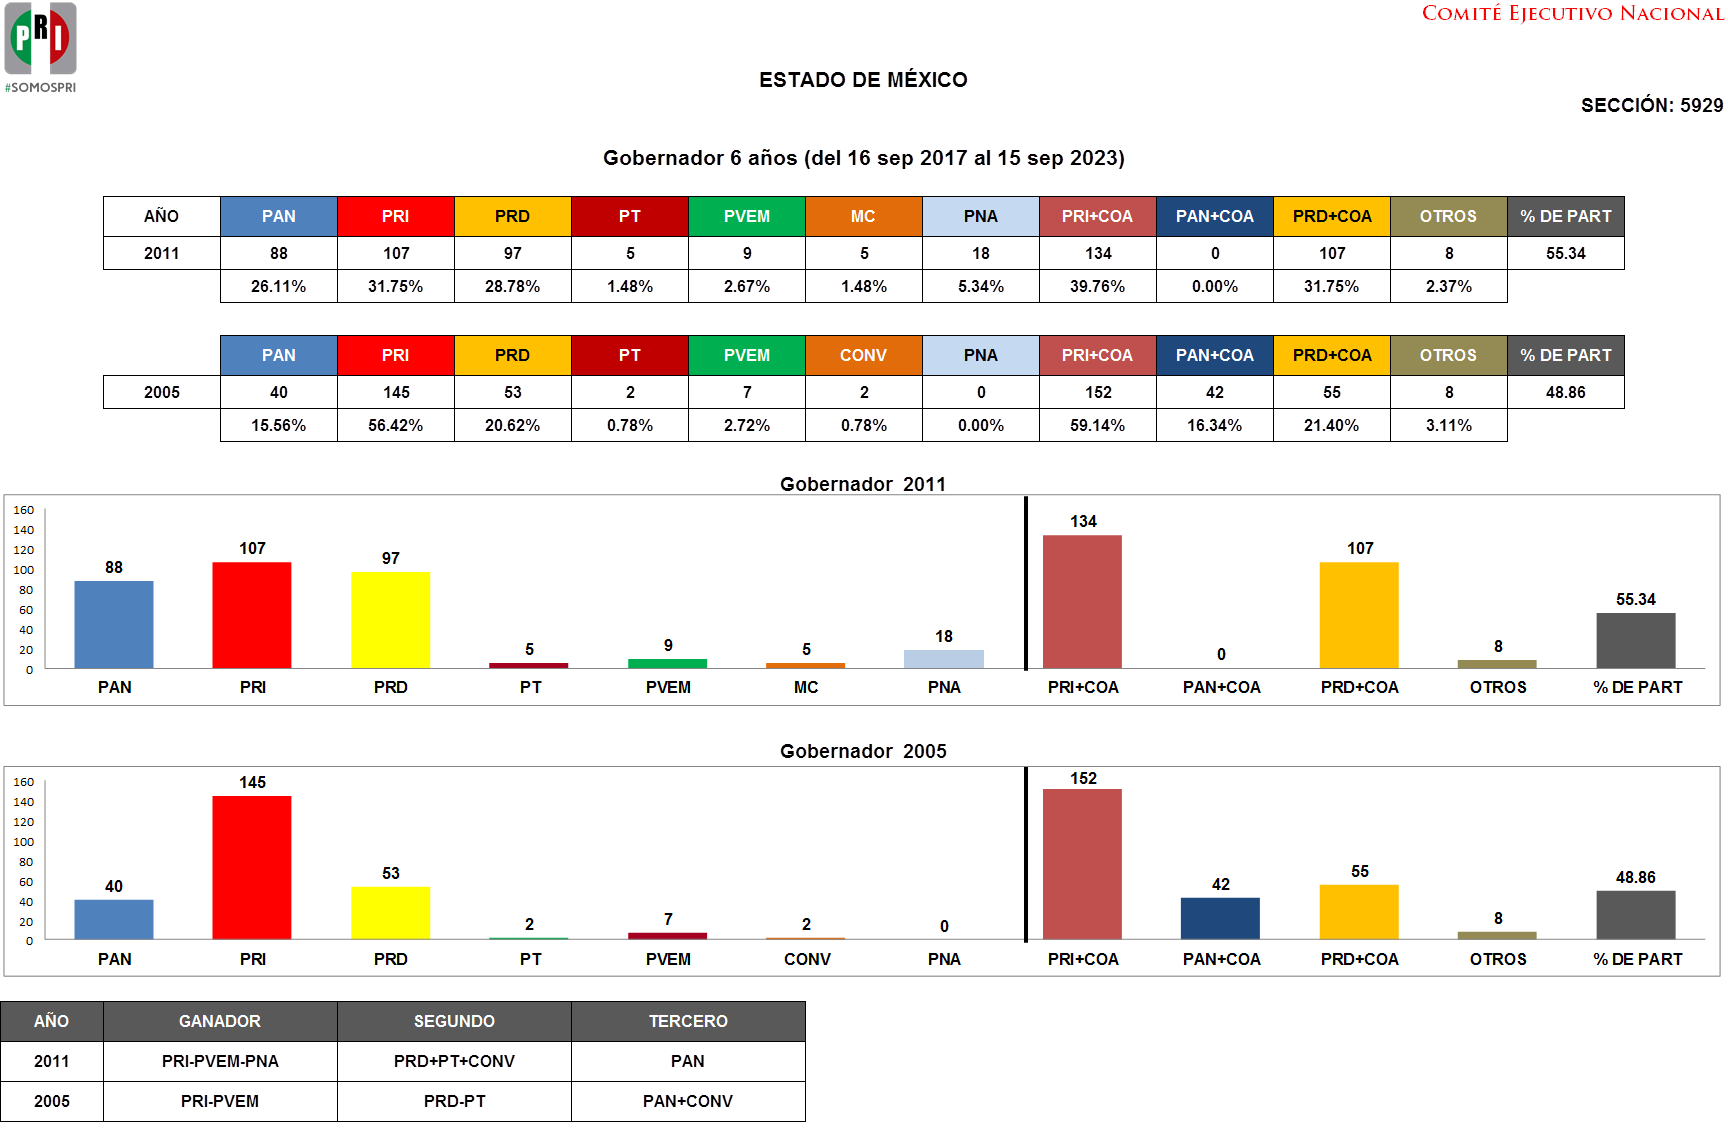 PRI
#SOMOSPRI
COMITÉ EJECUTIVO NACIONAL
ESTADO DE MÉXICO
SECCIÓN: 5929
Gobernador 6 años (del 16 sep 2017 al 15 sep 2023)
AÑO PAN PRI PRD PT PVEM MC PNA PRI+COA PAN+COA PRD+COA OTROS % DE PART
2011 88 107 97 5 9 5 18 134 0 107 8 55.34
26.11% 31.75% 28.78% 1.48% 2.67% 1.48% 5.34% 39.76% 0.00% 31.75% 2.37%
PAN PRI PRD PT PVEM CONV PNA PRI+COA PAN+COA PRD+COA OTROS % DE PART
2005 40 145 53 2 7 2 0 152 42 55 8 48.86
15.56% 56.42% 20.62% 0.78% 2.72% 0.78% 0.00% 59.14% 16.34% 21.40% 3.11%
Gobernador 2011
160
140
120
100
80
60
40
20
0
88 107 97 5 9 5 18 134 0 107 8 55.34
PAN PRI PRD PT PVEM MC PNA PRI+COA PAN+COA PRD+COA OTROS % DE PART
Gobernador 2005
160
140
120
100
80
60
40
20
0
40 145 53 2 7 2 0 152 42 55 8 48.86
PAN PRI PRD PT PVEM CONV PNA PRI+COA PAN+COA PRD+COA OTROS % DE PART
AÑO GANADOR SEGUNDO TERCERO
2011 PRI-PVEM-PNA PRD+PT+CONV PAN
2005 PRI-PVEM PRD-PT PAN+CONV